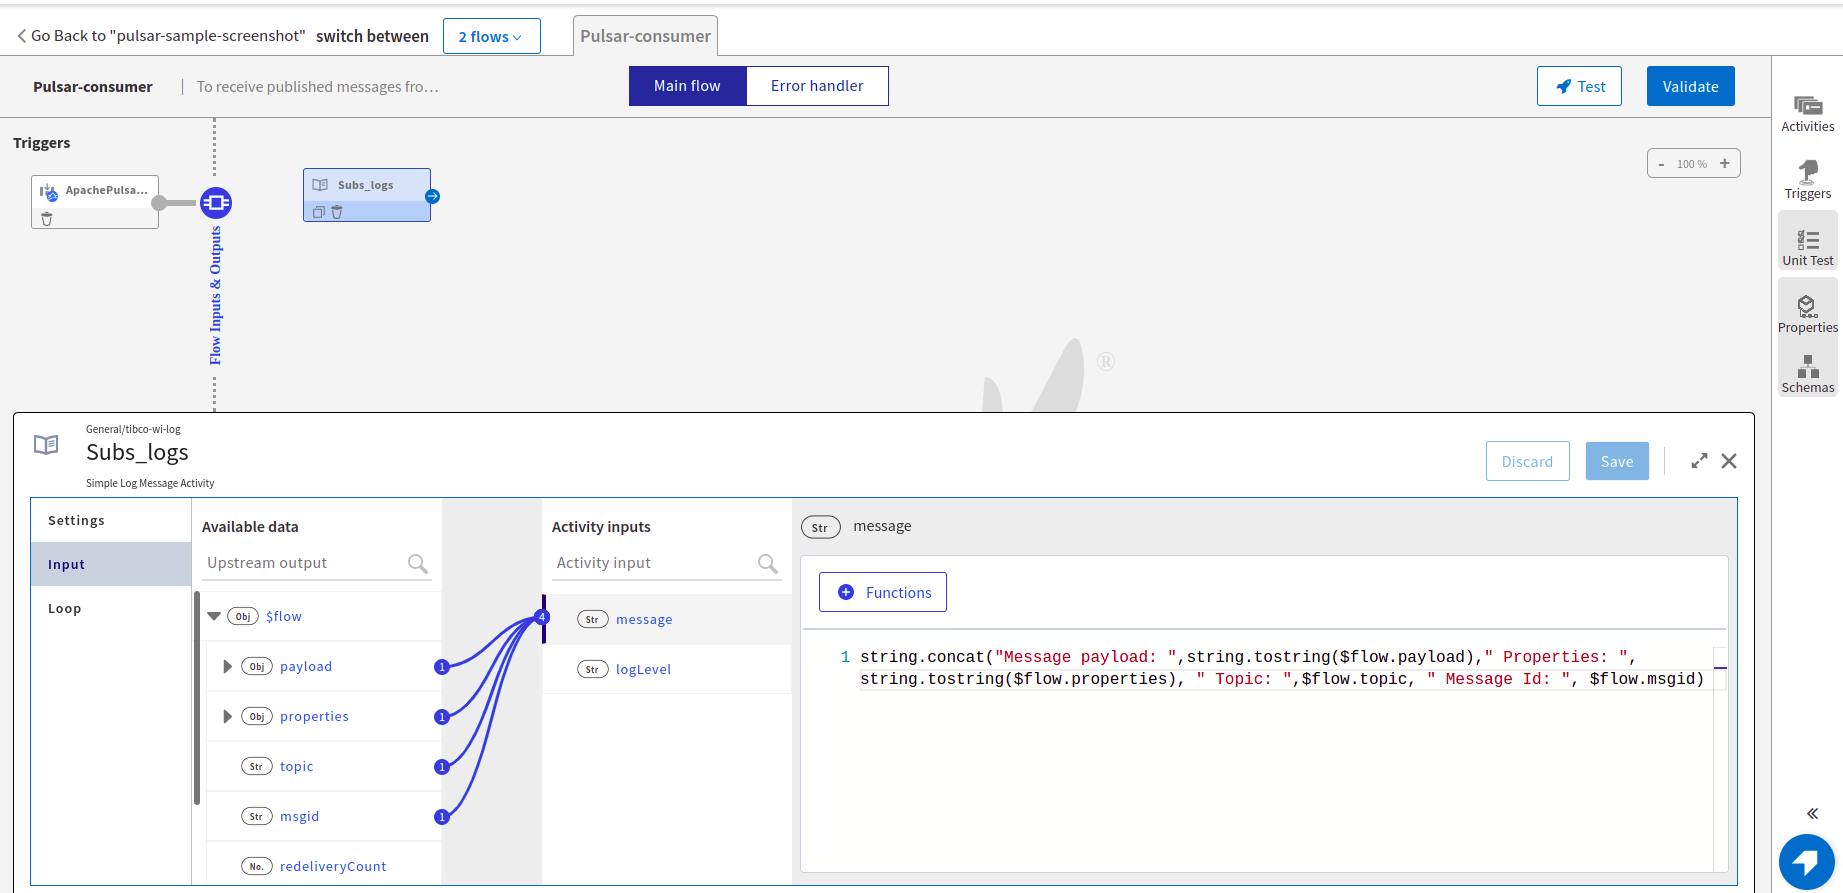 Go Back to "pulsar-sample-screenshot" switch between 2 flows Pulsar-consumer
Pulsar-consumer To receive published messages fro... Main flow Error handler Test Validate
Triggers
ApachePulsa...
Subs_logs
- 100 % +
Flow Inputs & Outputs
®
Activities
Triggers
Unit Test
Properties
Schemas
General/tibco-wi-log
Subs_logs
Simple Log Message Activity
Discard Save
Settings
Input
Loop
Available data
Upstream output
Obj $flow
Obj payload 1
Obj properties 1
Str topic 1
Str msgid 1
No. redeliveryCount
Activity inputs
Activity input
4 Str message
Str logLevel
Str message
Functions
1 string.concat("Message payload: ",string.tostring($flow.payload)," Properties: ",
string.tostring($flow.properties), " Topic: ",$flow.topic, " Message Id: ", $flow.msgid)